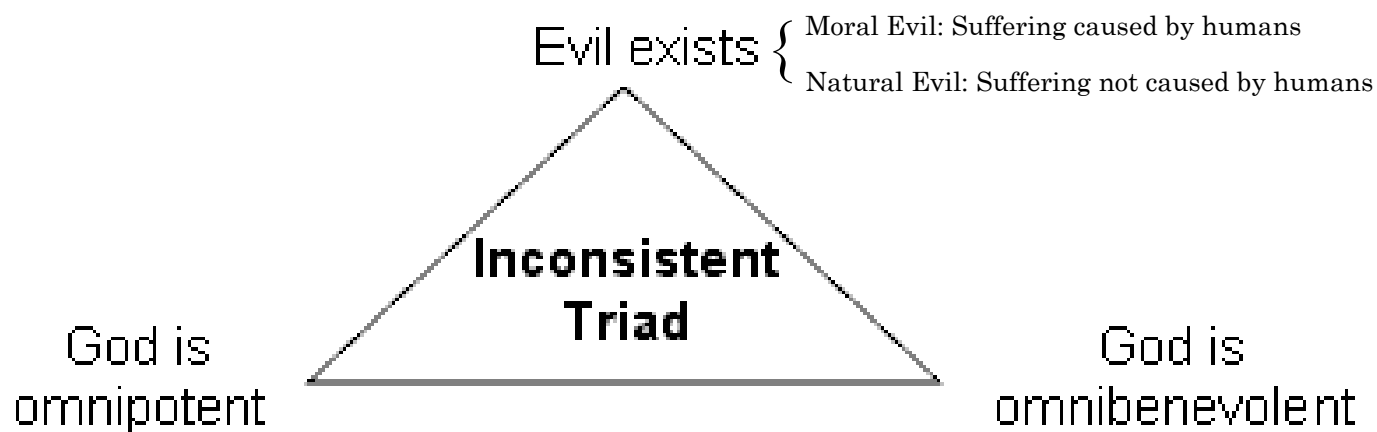 Evil exists
{
Moral Evil: Suffering caused by humans
Natural Evil: Suffering not caused by humans
Inconsistent
Triad
God is
omnipotent
God is
omnibenevolent